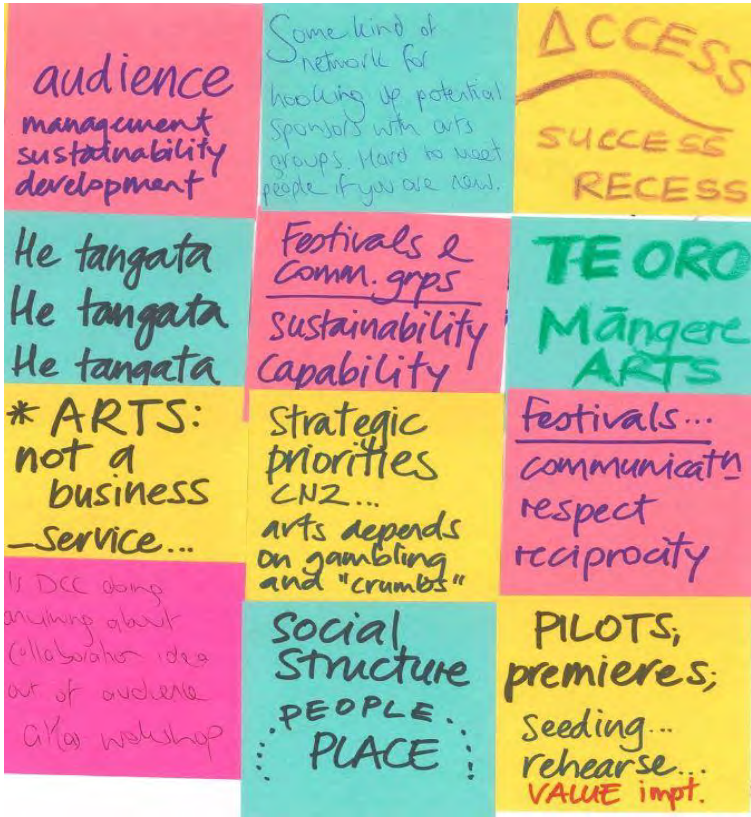 audience
management
sustainability
development
Some kind of
network for
hooking up potential
sponsors with arts
groups. Hard to meet
people if you are new.
ACCESS
SUCCESS
RECESS
He tangata
He tangata
He tangata
Festivals &
Comm. grps
sustainability
capability
TE ORO
Māngere
ARTS
* ARTS:
not a
business
_service...
strategic
priorities
CNZ...
arts depends
on gambling
and "crumbs"
Festivals...
communicatn
respect
reciprocity
Is DCC doing
anything about
collaboration idea
out of audience
atlas workshop
social
structure
PEOPLE
PLACE
PILOTS;
premieres;
seeding...
rehearse...
VALUE impt.